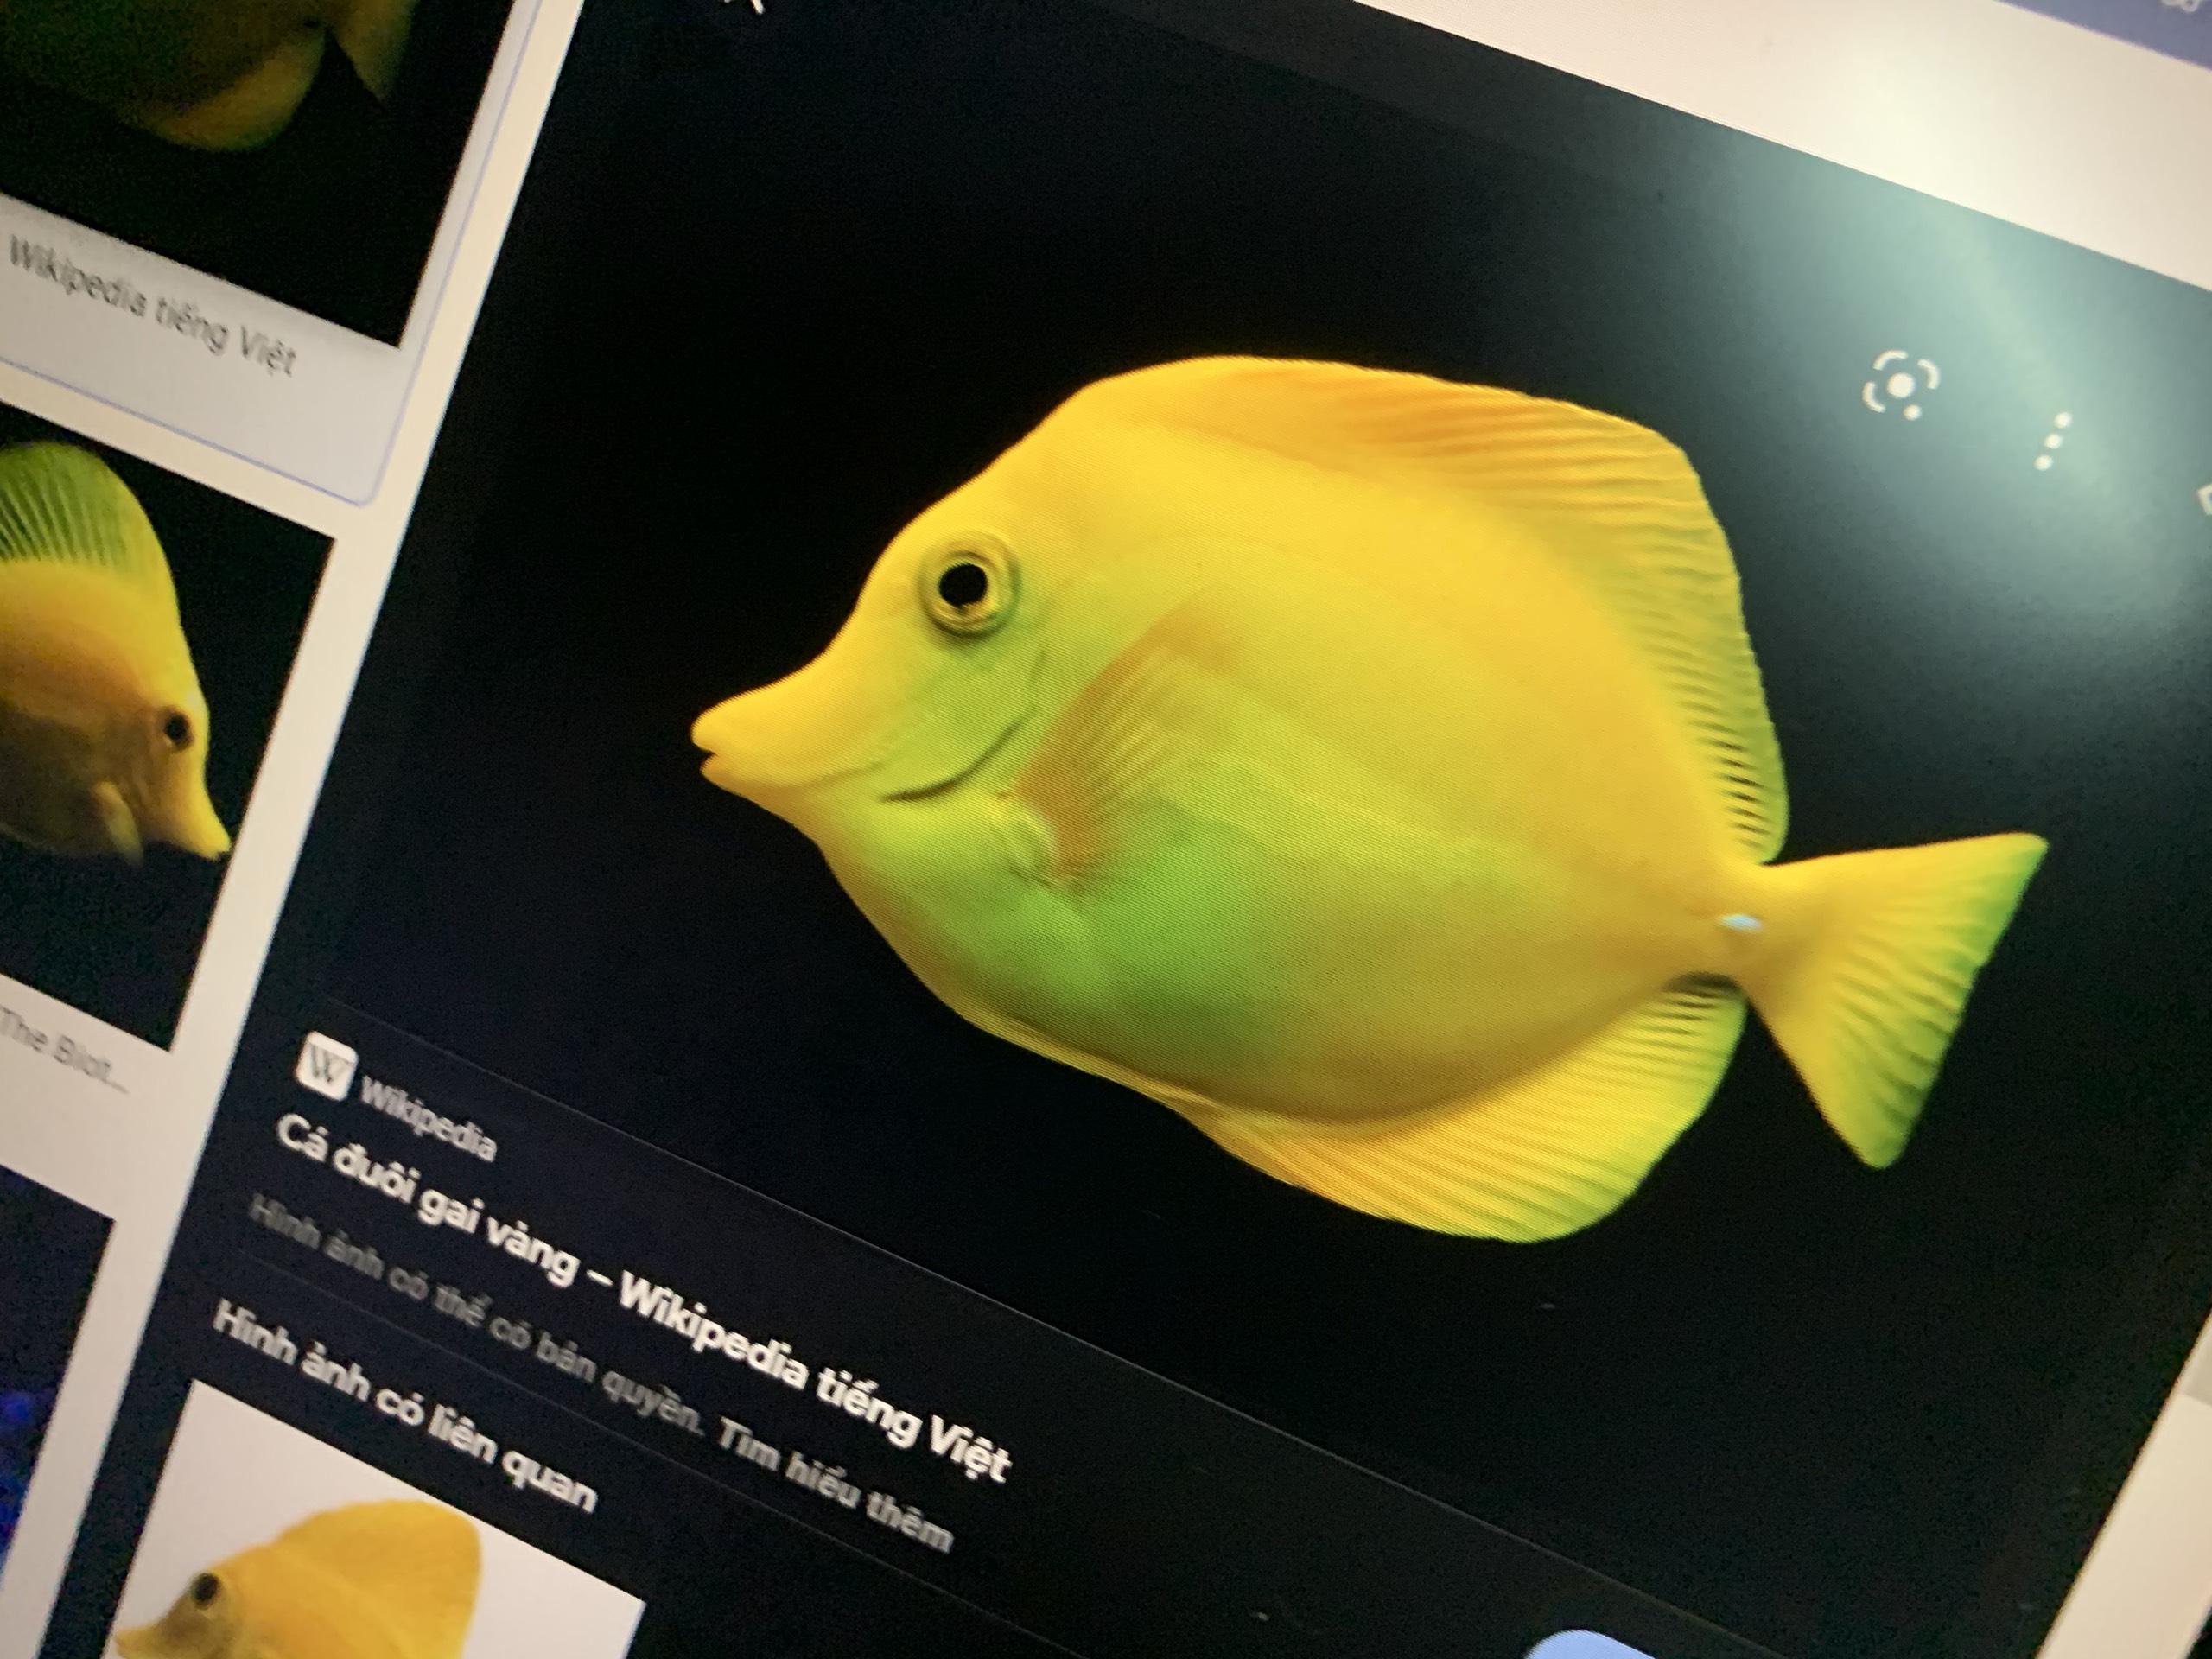 Wikipedia tiếng Việt
Wikipedia
Cá đuôi gai vàng – Wikipedia tiếng Việt
Hình ảnh có thể có bản quyền. Tìm hiểu thêm
Hình ảnh có liên quan
The Biolt...